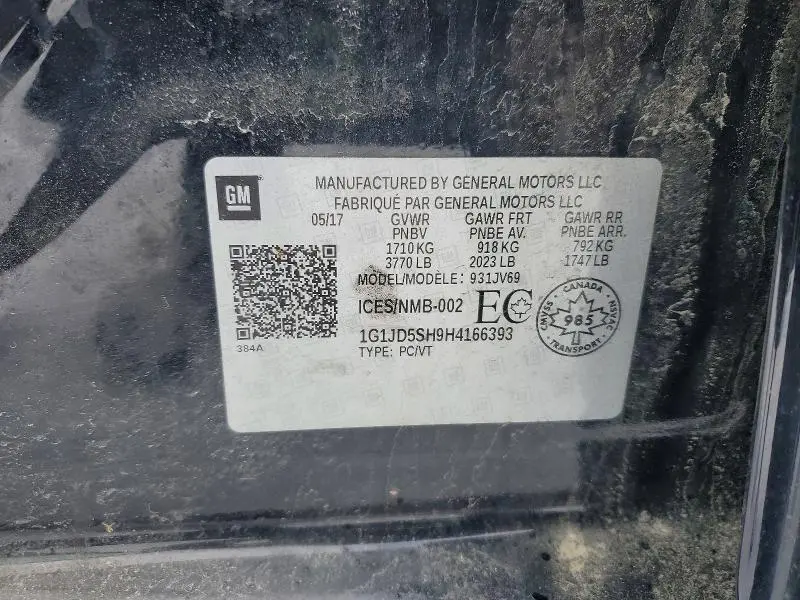 GM
MANUFACTURED BY GENERAL MOTORS LLC
FABRIQUÉ PAR GENERAL MOTORS LLC
05/17 GVWR GAWR FRT GAWR RR
PNBV PNBE AV. PNBE ARR.
1710 KG 918 KG 792 KG
3770 LB 2023 LB 1747 LB
MODEL/MODÈLE: 931JV69
ICES/NMB-002 EC
CANADA
CMVSS 985 NSVAC
TRANSPORT
1G1JD5SH9H4166393
384A TYPE: PC/VT